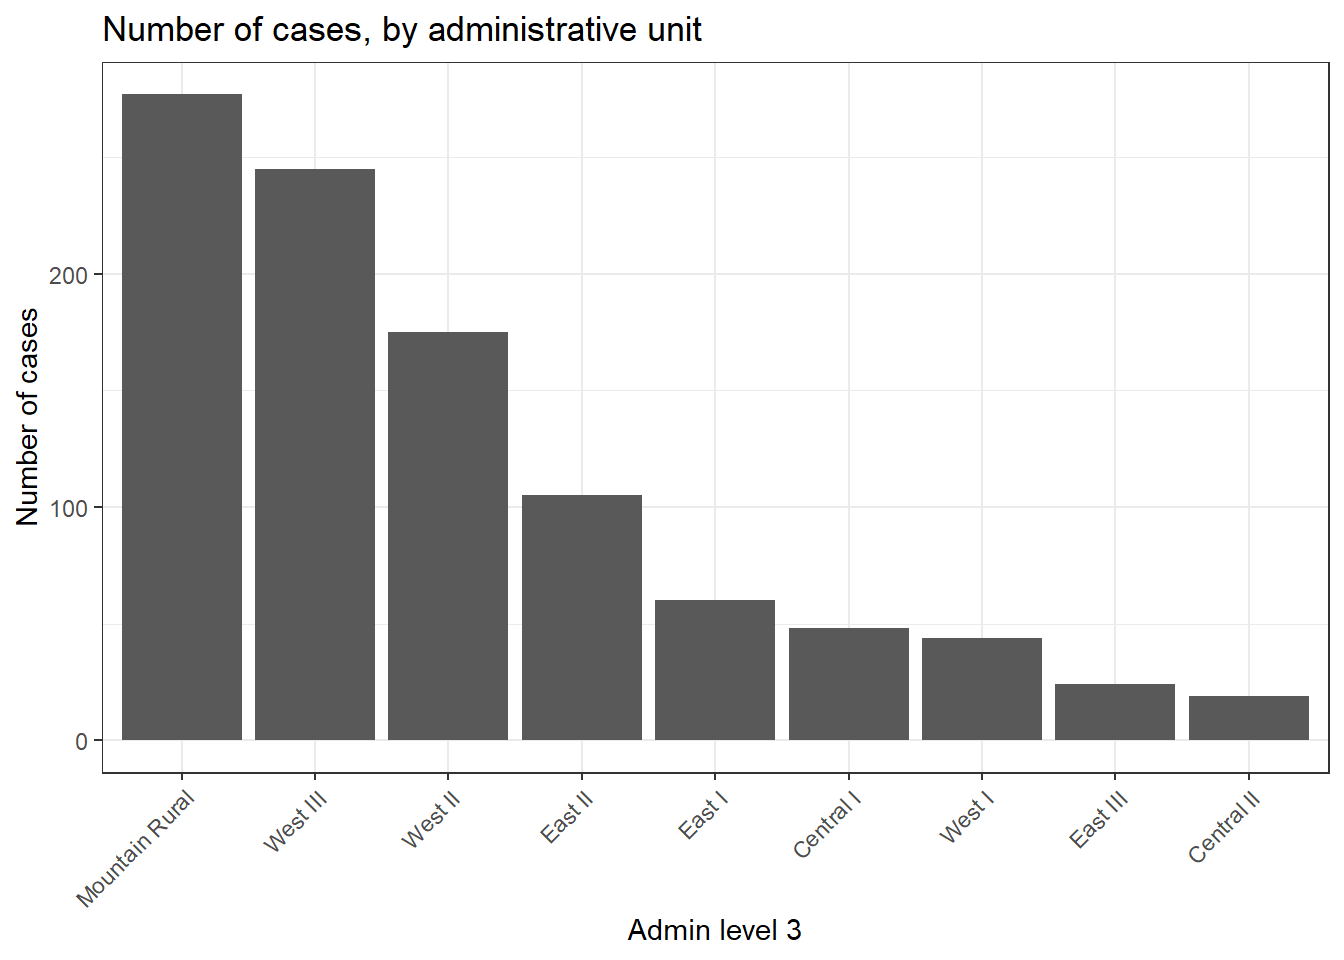 Number of cases, by administrative unit
Number of cases
200
100
0
Mountain Rural
West III
West II
East II
East I
Central I
West I
East III
Central II
Admin level 3